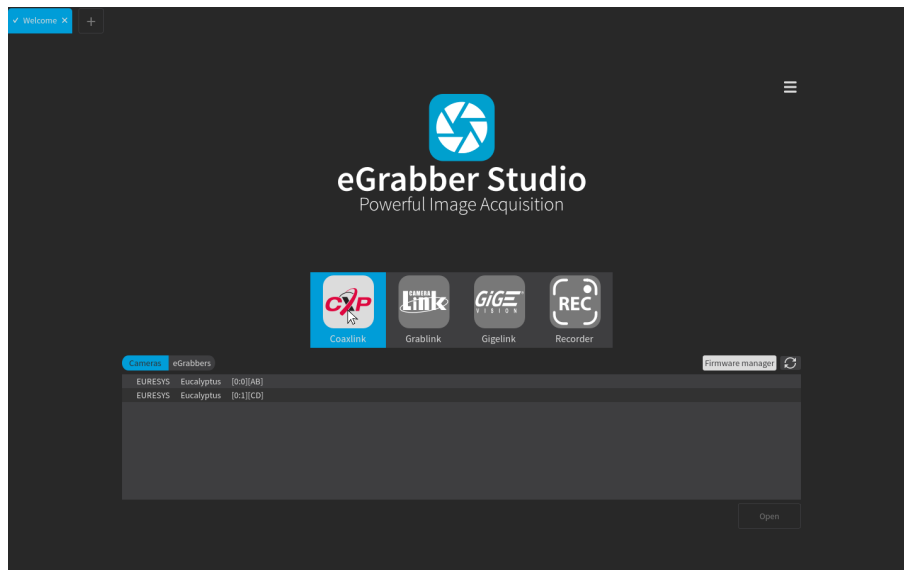 ✓ Welcome ✕ +
eGrabber Studio
Powerful Image Acquisition
CXP CAMERA Link GiGE VISION REC
Coaxlink Grablink Gigelink Recorder
Cameras eGrabbers Firmware manager
EURESYS Eucalyptus [0:0][AB]
EURESYS Eucalyptus [0:1][CD]
Open